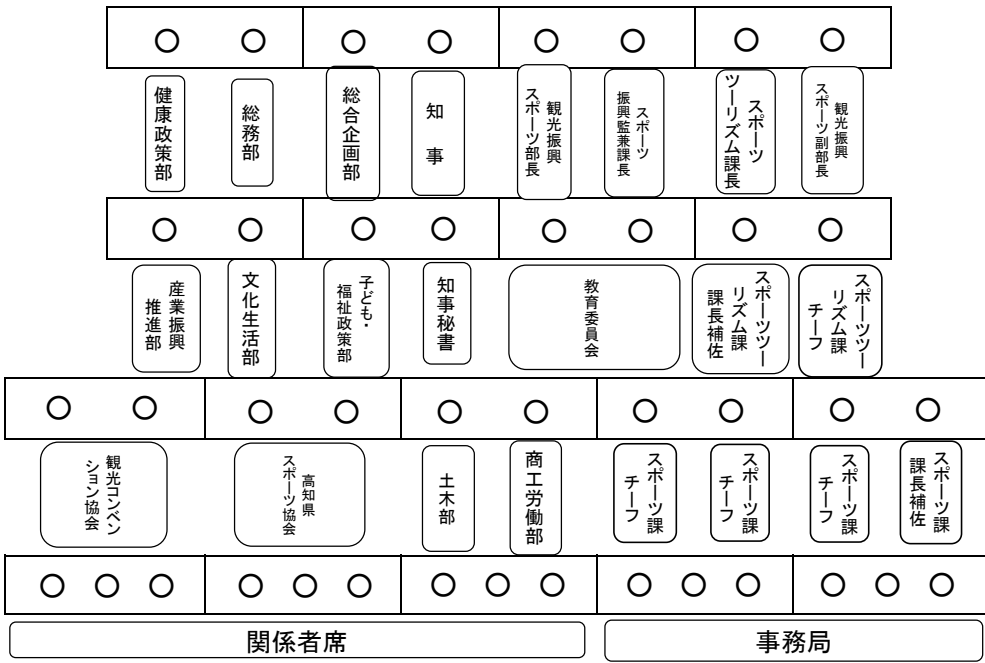 健康政策部
総務部
総合企画部
知事
観光振興
スポーツ部長
スポーツ
振興監兼課長
スポーツ
ツーリズム課長
観光振興
スポーツ副部長
産業振興
推進部
文化生活部
子ども・
福祉政策部
知事秘書
教育委員会
スポーツツー
リズム課
課長補佐
スポーツツー
リズム課
チーフ
観光コンベン
ション協会
高知県
スポーツ協会
土木部
商工労働部
スポーツ課
チーフ
スポーツ課
チーフ
スポーツ課
チーフ
スポーツ課
課長補佐
関係者席
事務局